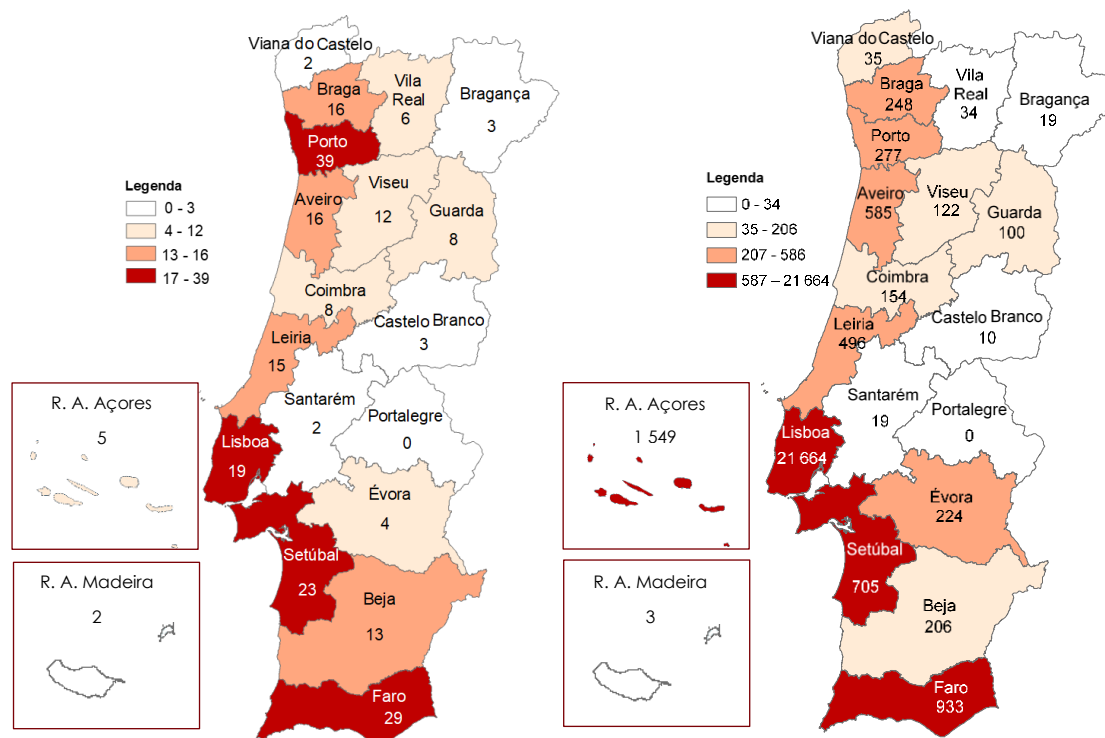 Viana do Castelo
2
Braga
16
Vila
Real
6
Bragança
3
Porto
39
Legenda
0 - 3
4 - 12
13 - 16
17 - 39
Aveiro
16
Viseu
12
Guarda
8
Coimbra
8
Castelo Branco
3
Leiria
15
Santarém
2
Portalegre
0
Lisboa
19
R. A. Açores
5
Évora
4
Setúbal
23
R. A. Madeira
2
Beja
13
Faro
29
Viana do Castelo
35
Braga
248
Vila
Real
34
Bragança
19
Porto
277
Legenda
0 - 34
35 - 206
207 - 586
587 – 21 664
Aveiro
585
Viseu
122
Guarda
100
Coimbra
154
Castelo Branco
10
Leiria
496
Santarém
19
Portalegre
0
Lisboa
21 664
R. A. Açores
1 549
Évora
224
Setúbal
705
R. A. Madeira
3
Beja
206
Faro
933